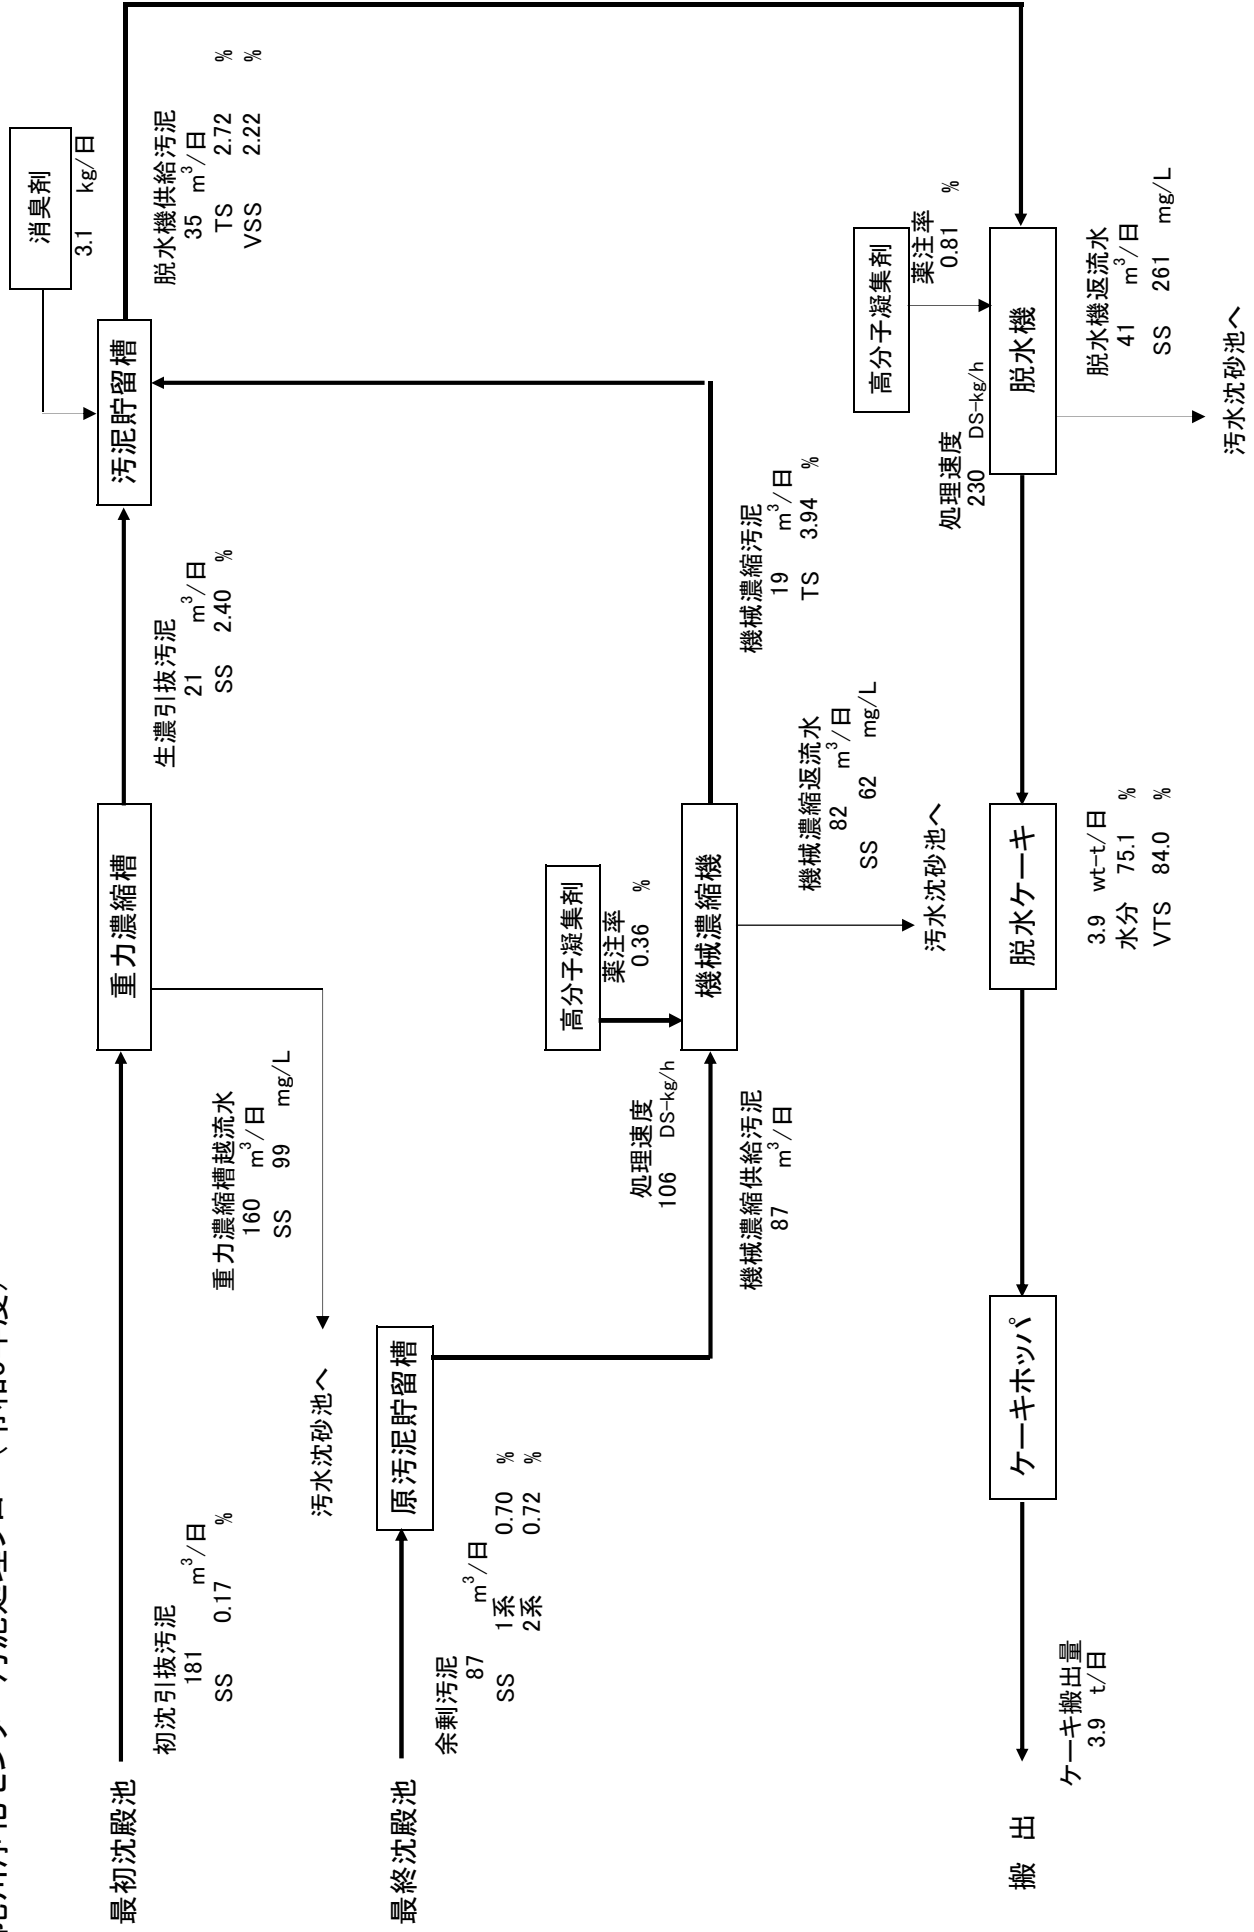 最初沈殿池
初沈引抜汚泥
181 m³/日
SS 0.17 %
重力濃縮槽
重力濃縮槽越流水
160 m³/日
SS 99 mg/L
汚水沈砂池へ
生濃引抜汚泥
21 m³/日
SS 2.40 %
汚泥貯留槽
消臭剤
3.1 kg/日
脱水機供給汚泥
35 m³/日
TS 2.72 %
VSS 2.22 %
最終沈殿池
余剰汚泥
87 m³/日
SS 1系 0.70 %
2系 0.72 %
原汚泥貯留槽
高分子凝集剤
薬注率
0.36 %
処理速度
106 DS-kg/h
機械濃縮機
機械濃縮供給汚泥
87 m³/日
機械濃縮汚泥
19 m³/日
TS 3.94 %
機械濃縮返流水
82 m³/日
SS 62 mg/L
汚水沈砂池へ
高分子凝集剤
薬注率
0.81 %
処理速度
230 DS-kg/h
脱水機
脱水機返流水
41 m³/日
SS 261 mg/L
汚水沈砂池へ
脱水ケーキ
3.9 wt-t/日
水分 75.1 %
VTS 84.0 %
ケーキホッパ
搬 出
ケーキ搬出量
3.9 t/日